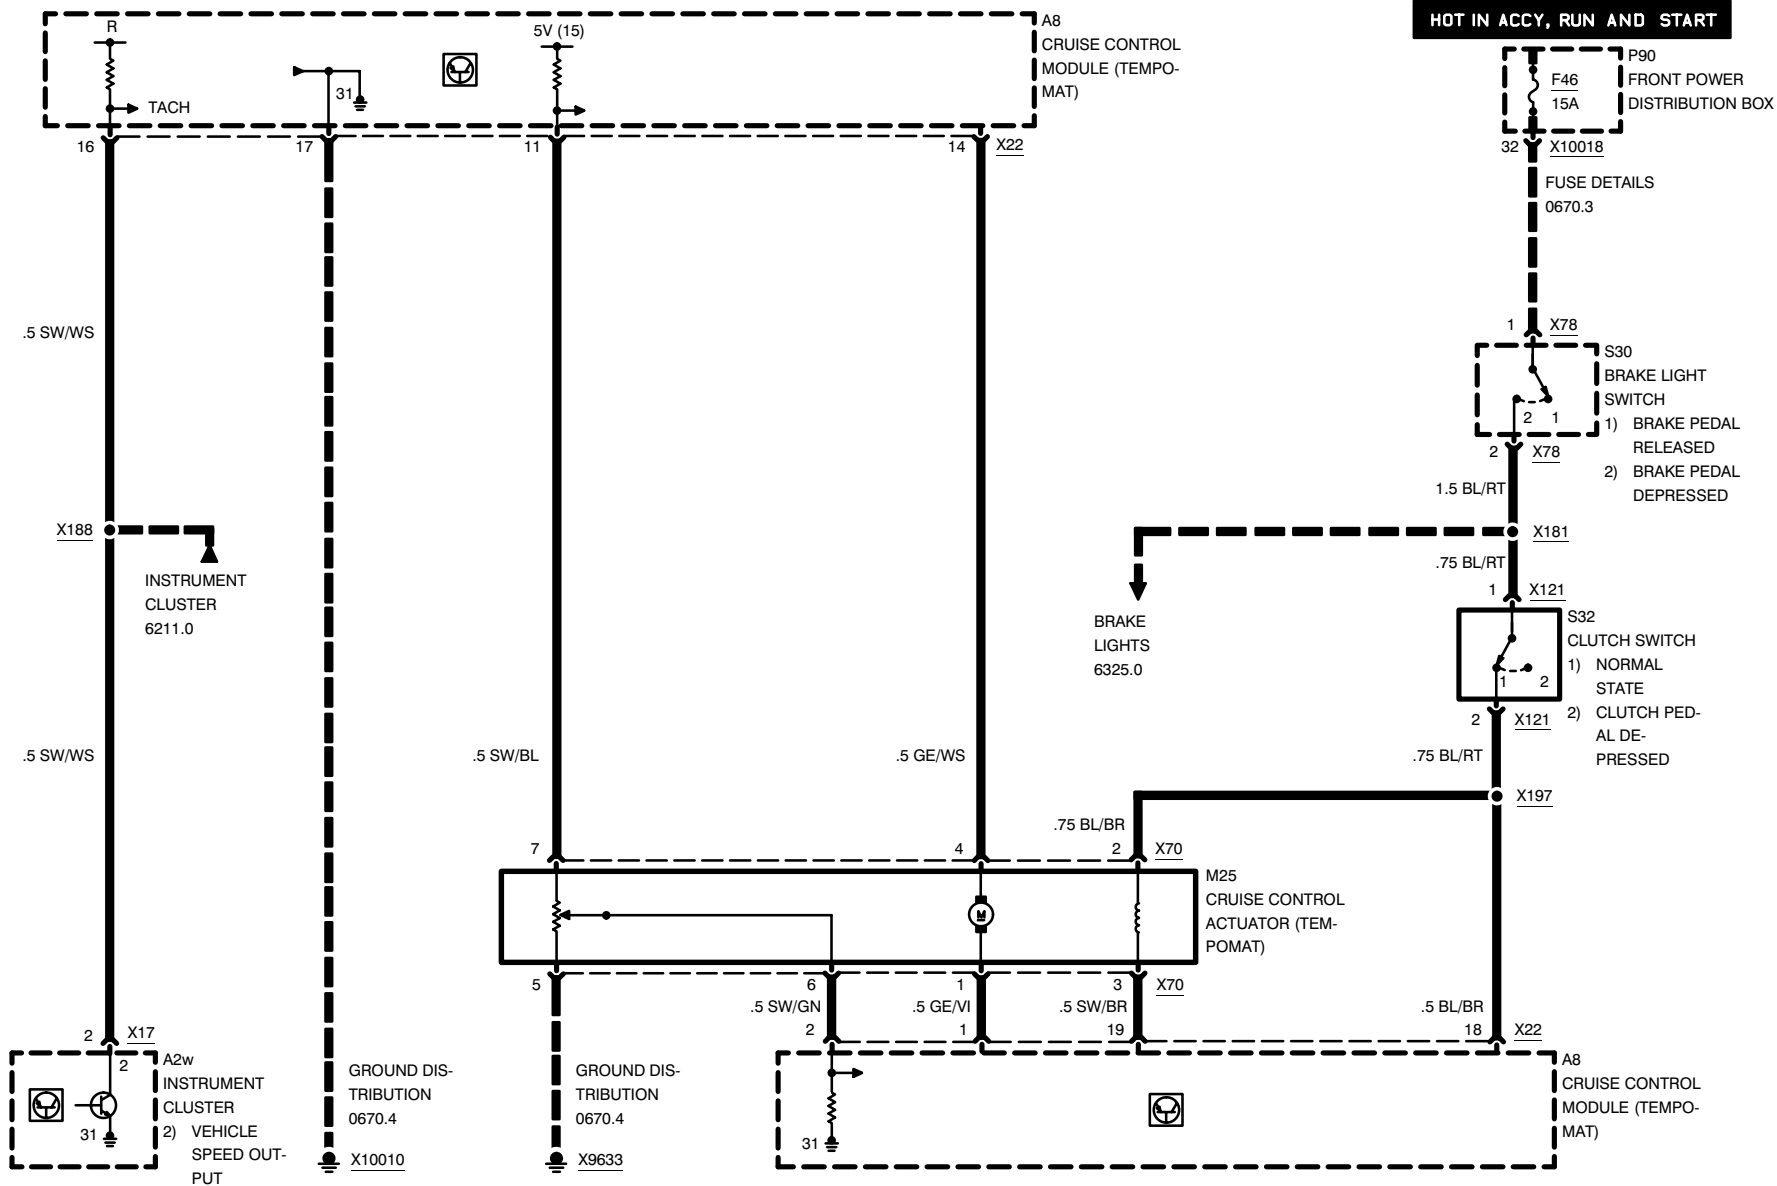 R
TACH
31
5V (15)
A8
CRUISE CONTROL
MODULE (TEMPO-
MAT)
16
17
11
14
X22
HOT IN ACCY, RUN AND START
F46
15A
P90
FRONT POWER
DISTRIBUTION BOX
32
X10018
FUSE DETAILS
0670.3
1
X78
S30
BRAKE LIGHT
SWITCH
1) BRAKE PEDAL
RELEASED
2) BRAKE PEDAL
DEPRESSED
2 1
2
X78
1.5 BL/RT
X181
.75 BL/RT
BRAKE
LIGHTS
6325.0
1
X121
S32
CLUTCH SWITCH
1) NORMAL
STATE
2) CLUTCH PED-
AL DE-
PRESSED
1 2
2
X121
.75 BL/RT
X197
.5 SW/WS
X188
INSTRUMENT
CLUSTER
6211.0
.5 SW/WS
.5 SW/BL
.5 GE/WS
.75 BL/BR
7
4
2
X70
M25
CRUISE CONTROL
ACTUATOR (TEM-
POMAT)
M
5
6
1
3
X70
.5 SW/GN
.5 GE/VI
.5 SW/BR
.5 BL/BR
2
1
19
18
X22
2
X17
2
31
A2w
INSTRUMENT
CLUSTER
2) VEHICLE
SPEED OUT-
PUT
GROUND DIS-
TRIBUTION
0670.4
X10010
GROUND DIS-
TRIBUTION
0670.4
X9633
31
A8
CRUISE CONTROL
MODULE (TEMPO-
MAT)